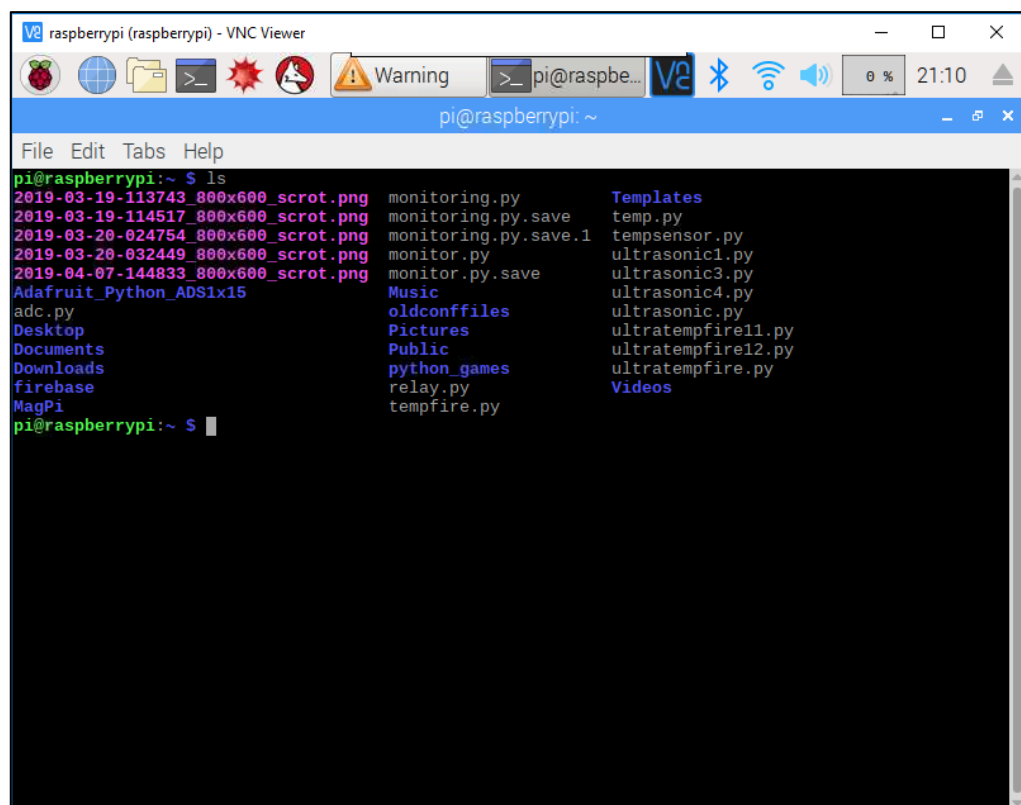 raspberrypi (raspberrypi) - VNC Viewer
Warning pi@raspbe... 0 % 21:10
pi@raspberrypi: ~
File Edit Tabs Help
pi@raspberrypi:~ $ ls
2019-03-19-113743_800x600_scrot.png monitoring.py Templates
2019-03-19-114517_800x600_scrot.png monitoring.py.save temp.py
2019-03-20-024754_800x600_scrot.png monitoring.py.save.1 tempsensor.py
2019-03-20-032449_800x600_scrot.png monitor.py ultrasonic1.py
2019-04-07-144833_800x600_scrot.png monitor.py.save ultrasonic3.py
Adafruit_Python_ADS1x15 Music ultrasonic4.py
adc.py oldconffiles ultrasonic.py
Desktop Pictures ultratempfire11.py
Documents Public ultratempfire12.py
Downloads python_games ultratempfire.py
firebase relay.py Videos
MagPi tempfire.py
pi@raspberrypi:~ $